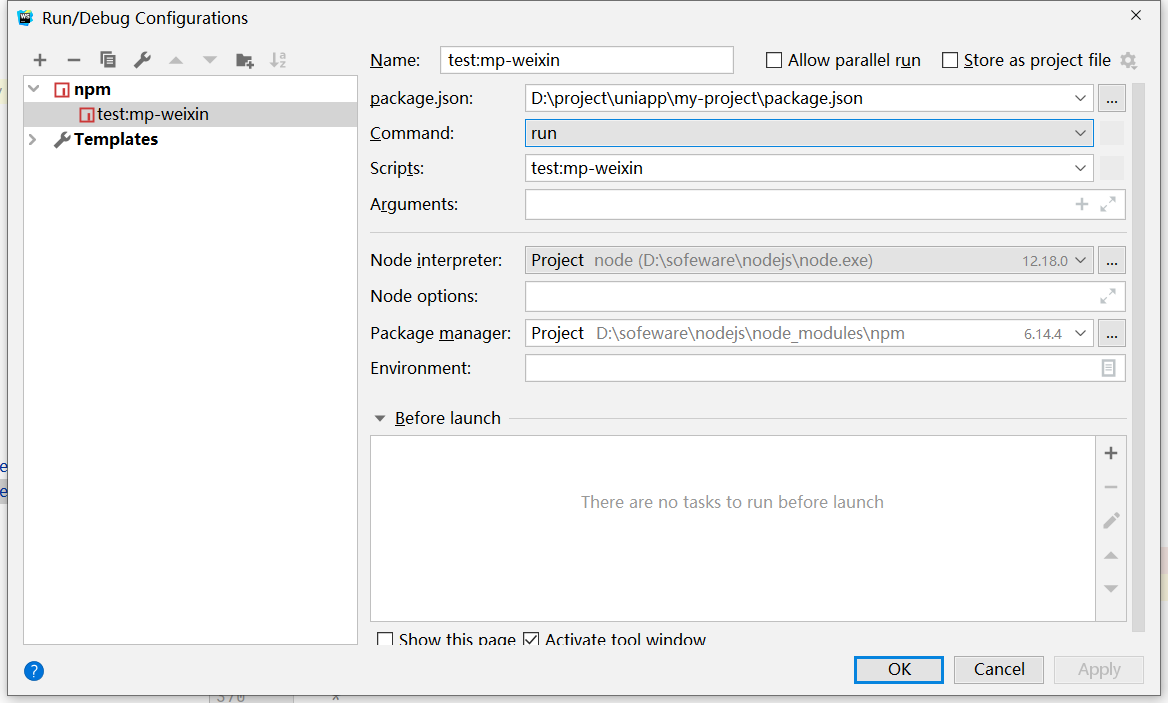 Run/Debug Configurations
npm
test:mp-weixin
Templates
Name: test:mp-weixin Allow parallel run Store as project file
package.json: D:\project\uniapp\my-project\package.json ...
Command: run
Scripts: test:mp-weixin
Arguments:
Node interpreter: Project node (D:\sofeware\nodejs\node.exe) 12.18.0 ...
Node options:
Package manager: Project D:\sofeware\nodejs\node_modules\npm 6.14.4 ...
Environment:
Before launch
There are no tasks to run before launch
Show this page Activate tool window
? OK Cancel Apply